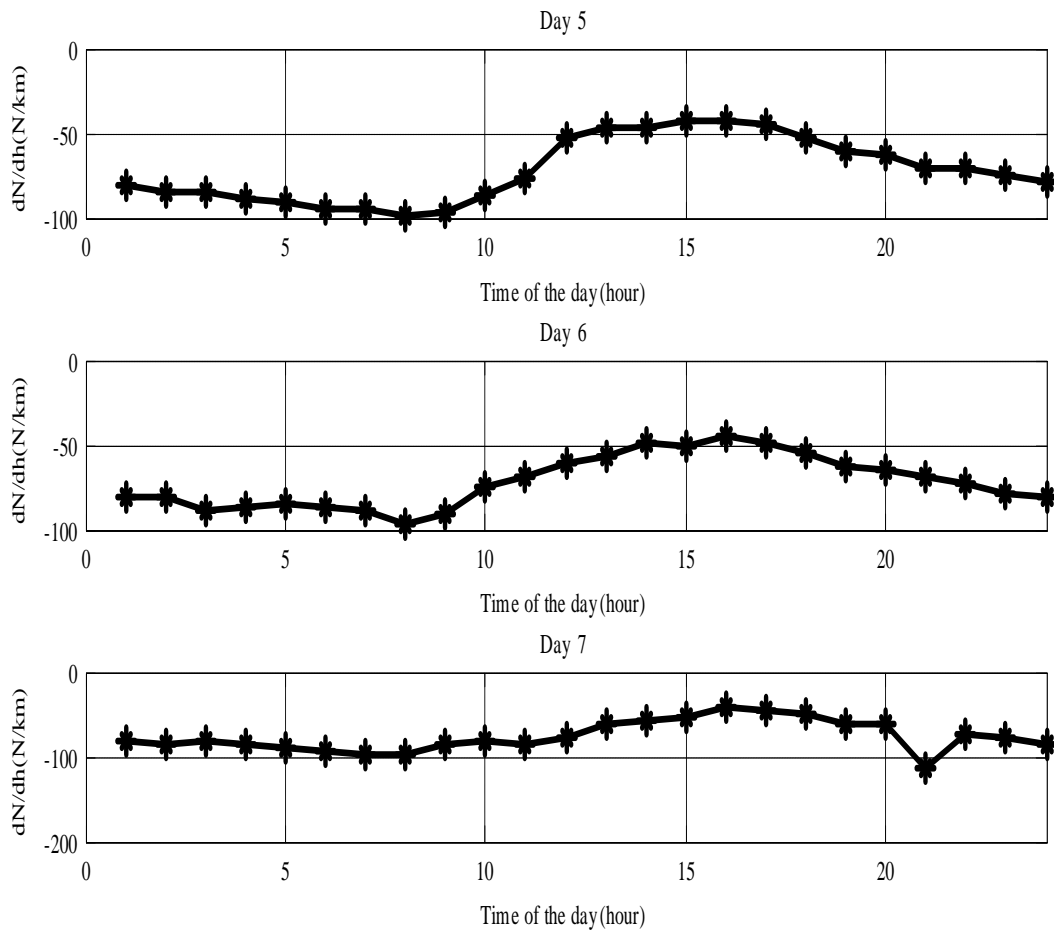 Day 5
dN/dh(N/km)
0
-50
-100
0 5 10 15 20
Time of the day(hour)
Day 6
dN/dh(N/km)
0
-50
-100
0 5 10 15 20
Time of the day(hour)
Day 7
dN/dh(N/km)
0
-100
-200
0 5 10 15 20
Time of the day(hour)